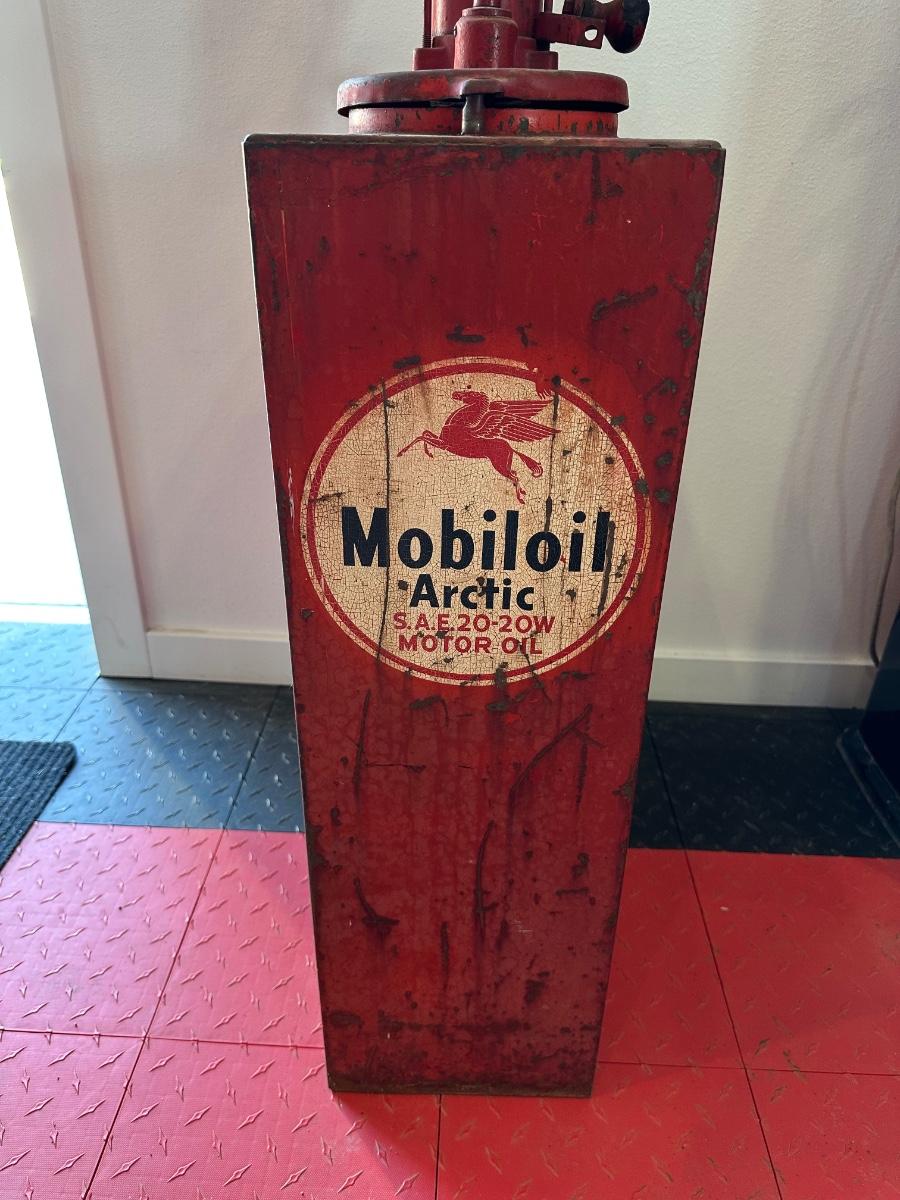 Mobiloil
Arctic
S.A.E. 20-20W
MOTOR OIL